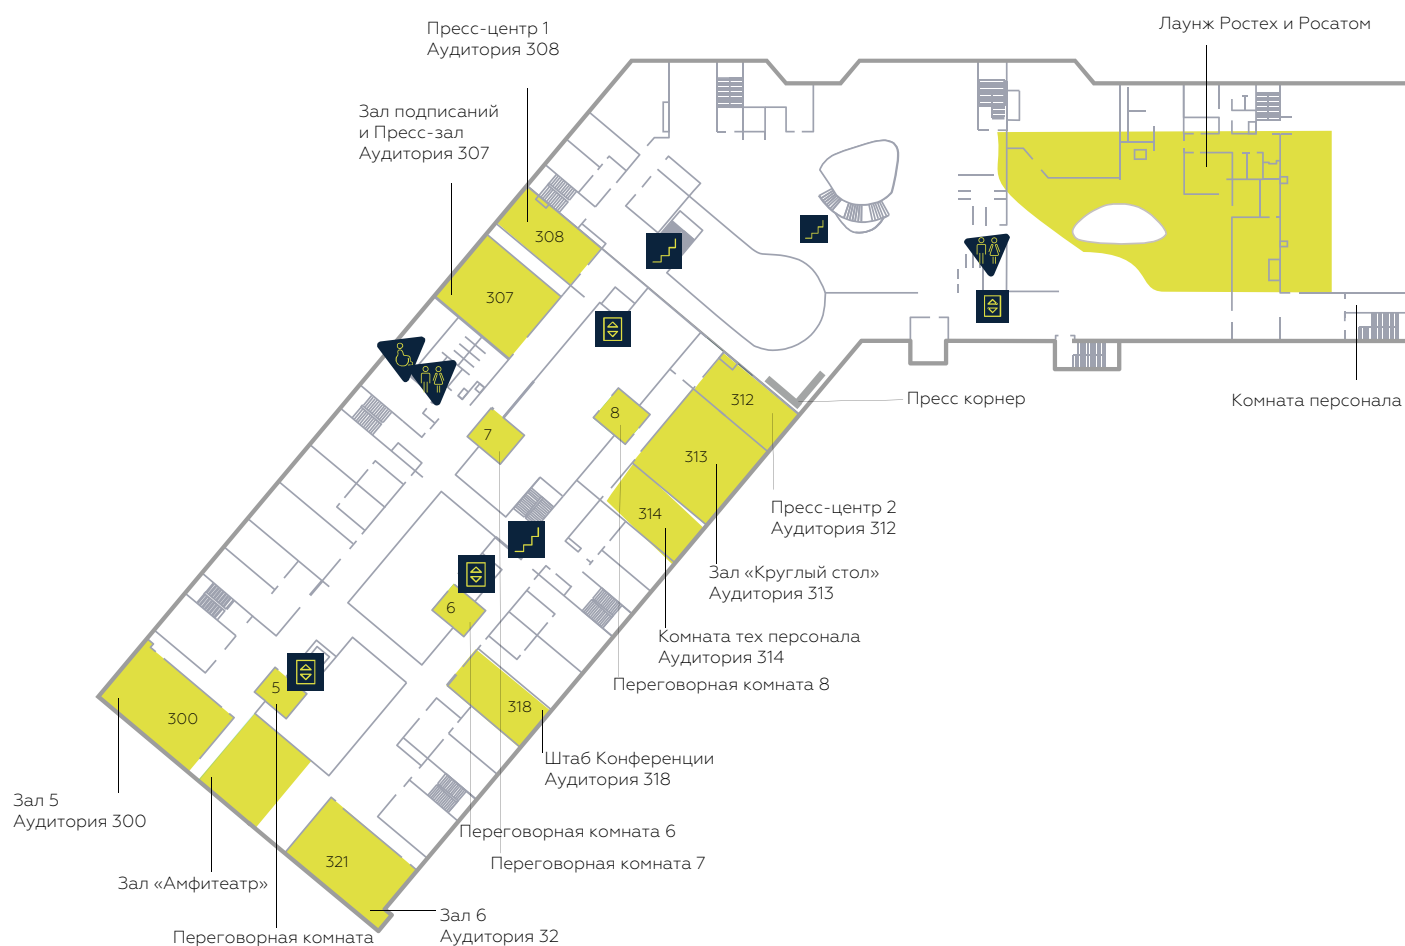 Пресс-центр 1
Аудитория 308
Лаунж Ростех и Росатом
Зал подписаний
и Пресс-зал
Аудитория 307
308
307
312
8
7
313
314
Пресс корнер
Комната персонала
Пресс-центр 2
Аудитория 312
Зал «Круглый стол»
Аудитория 313
6
Комната тех персонала
Аудитория 314
Переговорная комната 8
5
300
318
Штаб Конференции
Аудитория 318
Зал 5
Аудитория 300
Переговорная комната 6
321
Переговорная комната 7
Зал «Амфитеатр»
Зал 6
Аудитория 32
Переговорная комната